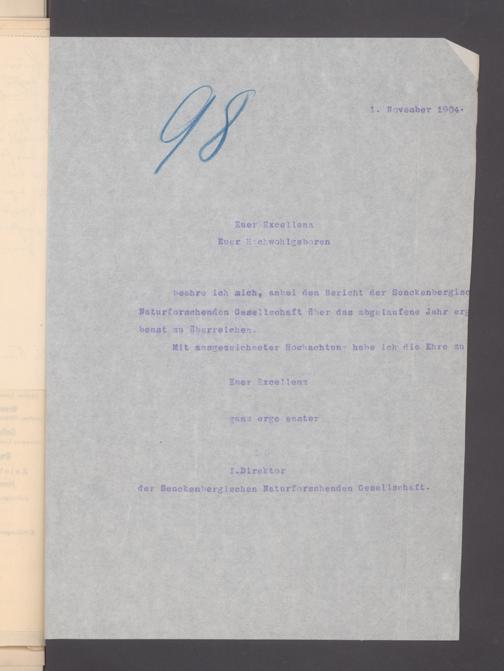 98
1. November 1904.
Euer Excellenz
Euer Hochwohlgeboren
beehre ich mich, anbei den Bericht der Senckenbergisc
Naturforschenden Gesellschaft über das abgelaufene Jahr erg
benst zu überreichen.
Mit ausgezeichneter Hochachtung habe ich die Ehre zu
Euer Excellenz
ganz erge enster
I.Direktor
der Senckenbergischen Naturforschenden Gesellschaft.